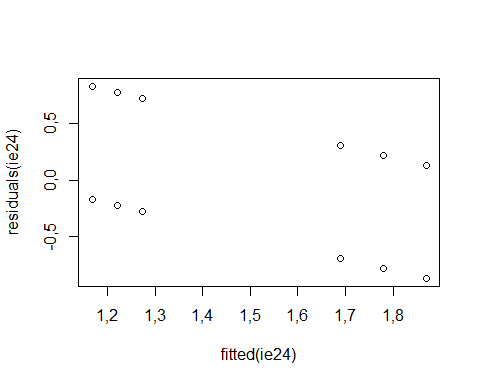 residuals(ie24)
0,5
0,0
-0,5
1,2 1,3 1,4 1,5 1,6 1,7 1,8
fitted(ie24)